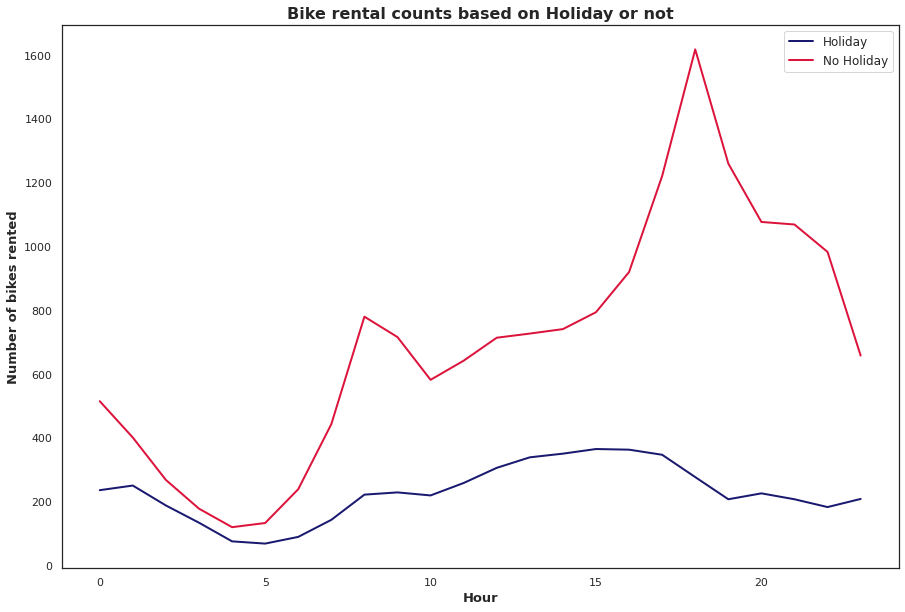 Bike rental counts based on Holiday or not
Holiday
No Holiday
Number of bikes rented
1600
1400
1200
1000
800
600
400
200
0
0 5 10 15 20
Hour